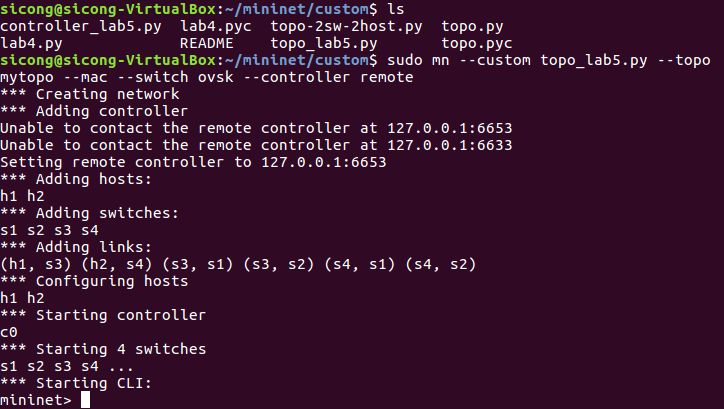 sicong@sicong-VirtualBox:~/mininet/custom$ ls
controller_lab5.py  lab4.pyc  topo-2sw-2host.py  topo.py
lab4.py             README    topo_lab5.py       topo.pyc
sicong@sicong-VirtualBox:~/mininet/custom$ sudo mn --custom topo_lab5.py --topo
mytopo --mac --switch ovsk --controller remote
*** Creating network
*** Adding controller
Unable to contact the remote controller at 127.0.0.1:6653
Unable to contact the remote controller at 127.0.0.1:6633
Setting remote controller to 127.0.0.1:6653
*** Adding hosts:
h1 h2
*** Adding switches:
s1 s2 s3 s4
*** Adding links:
(h1, s3) (h2, s4) (s3, s1) (s3, s2) (s4, s1) (s4, s2)
*** Configuring hosts
h1 h2
*** Starting controller
c0
*** Starting 4 switches
s1 s2 s3 s4 ...
*** Starting CLI:
mininet>